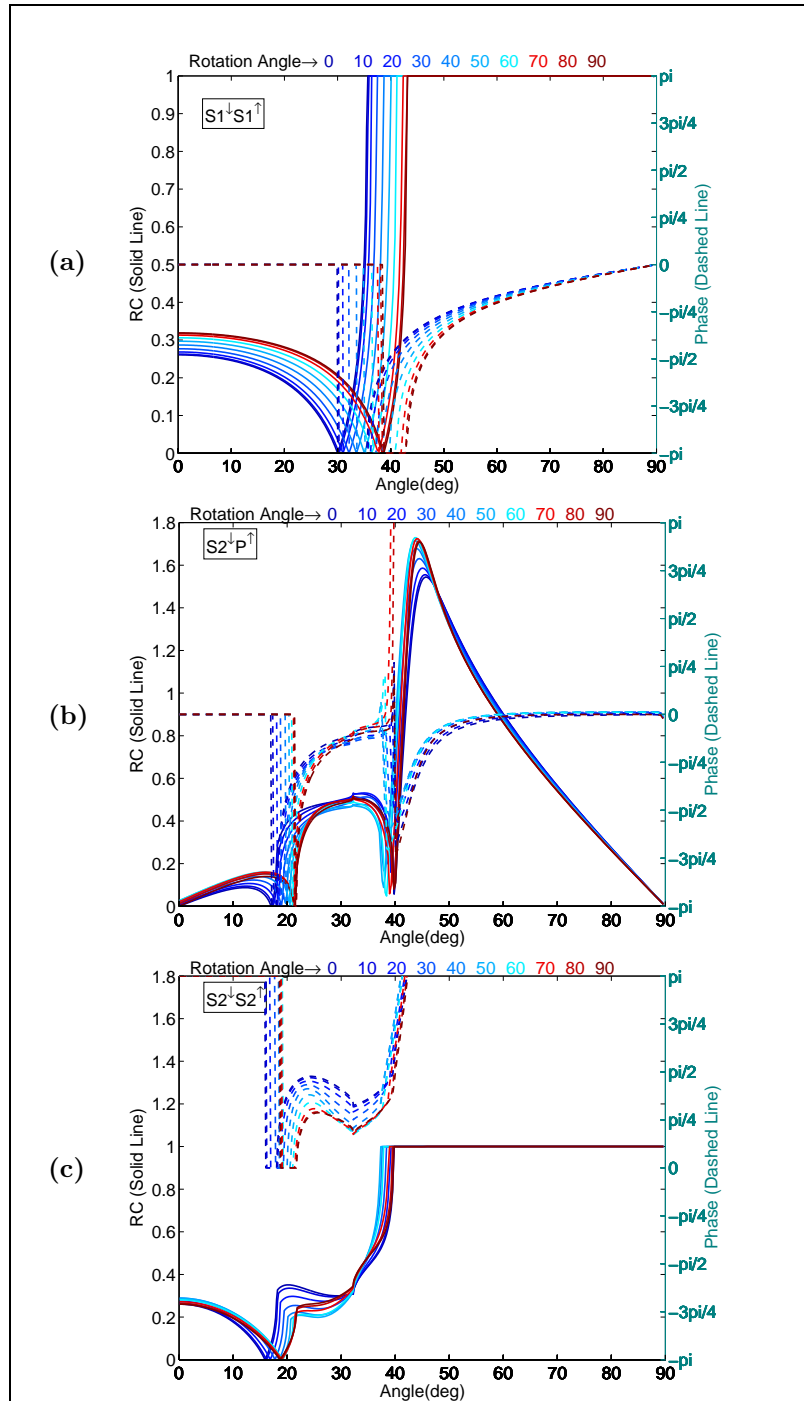 Rotation Angle→ 0 10 20 30 40 50 60 70 80 90
S1↓S1↑
(a)
RC (Solid Line)
1
0.9
0.8
0.7
0.6
0.5
0.4
0.3
0.2
0.1
0
pi
3pi/4
pi/2
pi/4
0
−pi/4
−pi/2
−3pi/4
−pi
Phase (Dashed Line)
0 10 20 30 40 50 60 70 80 90
Angle(deg)
Rotation Angle→ 0 10 20 30 40 50 60 70 80 90
S2↓P↑
(b)
RC (Solid Line)
1.8
1.6
1.4
1.2
1
0.8
0.6
0.4
0.2
0
pi
3pi/4
pi/2
pi/4
0
−pi/4
−pi/2
−3pi/4
−pi
Phase (Dashed Line)
0 10 20 30 40 50 60 70 80 90
Angle(deg)
Rotation Angle→ 0 10 20 30 40 50 60 70 80 90
S2↓S2↑
(c)
RC (Solid Line)
1.8
1.6
1.4
1.2
1
0.8
0.6
0.4
0.2
0
pi
3pi/4
pi/2
pi/4
0
−pi/4
−pi/2
−3pi/4
−pi
Phase (Dashed Line)
0 10 20 30 40 50 60 70 80 90
Angle(deg)